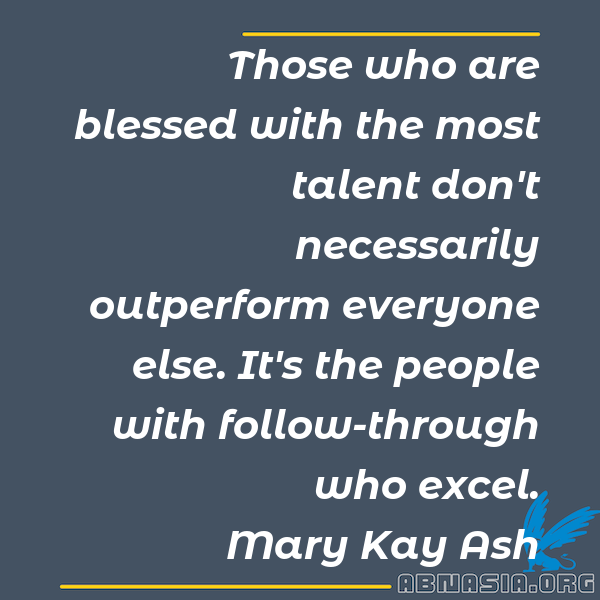 Those who are
blessed with the most
talent don't
necessarily
outperform everyone
else. It's the people
with follow-through
who excel.
Mary Kay Ash
ABNASIA.ORG